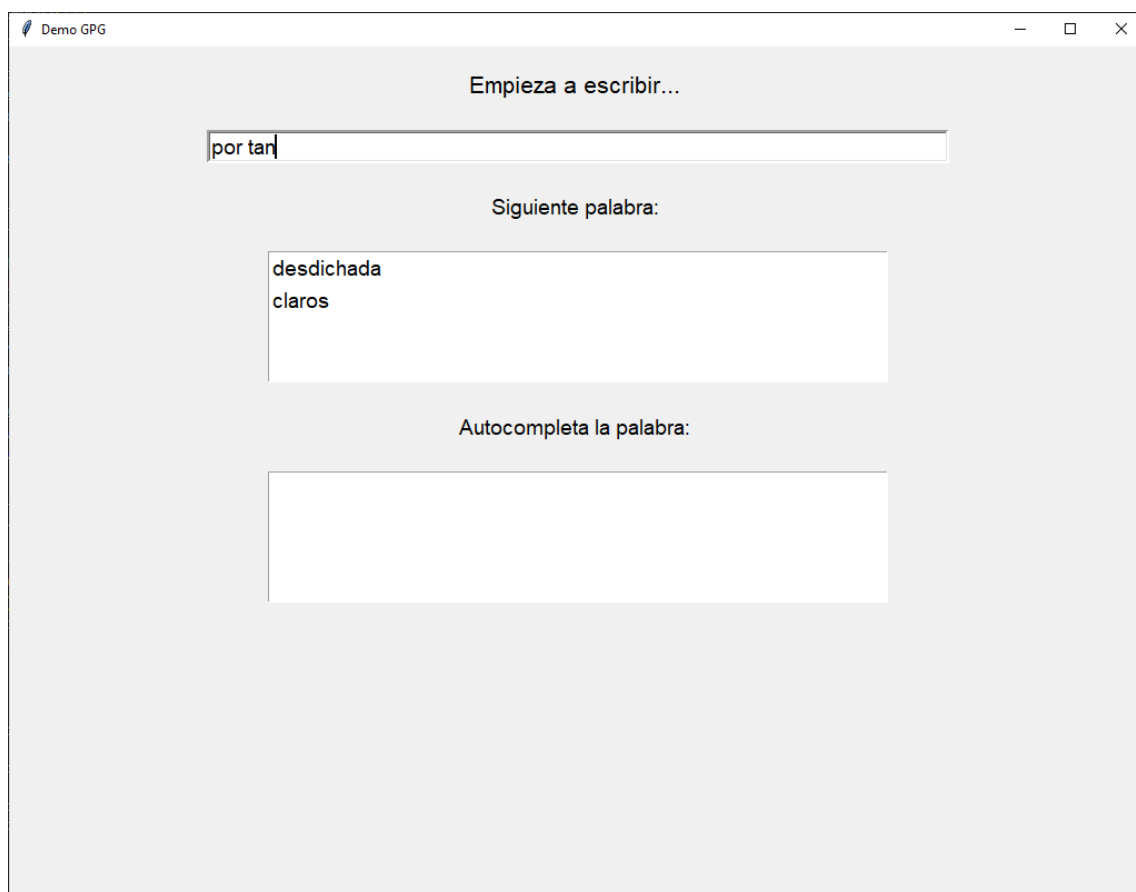 Demo GPG
Empieza a escribir...
por tan
Siguiente palabra:
desdichada
claros
Autocompleta la palabra: